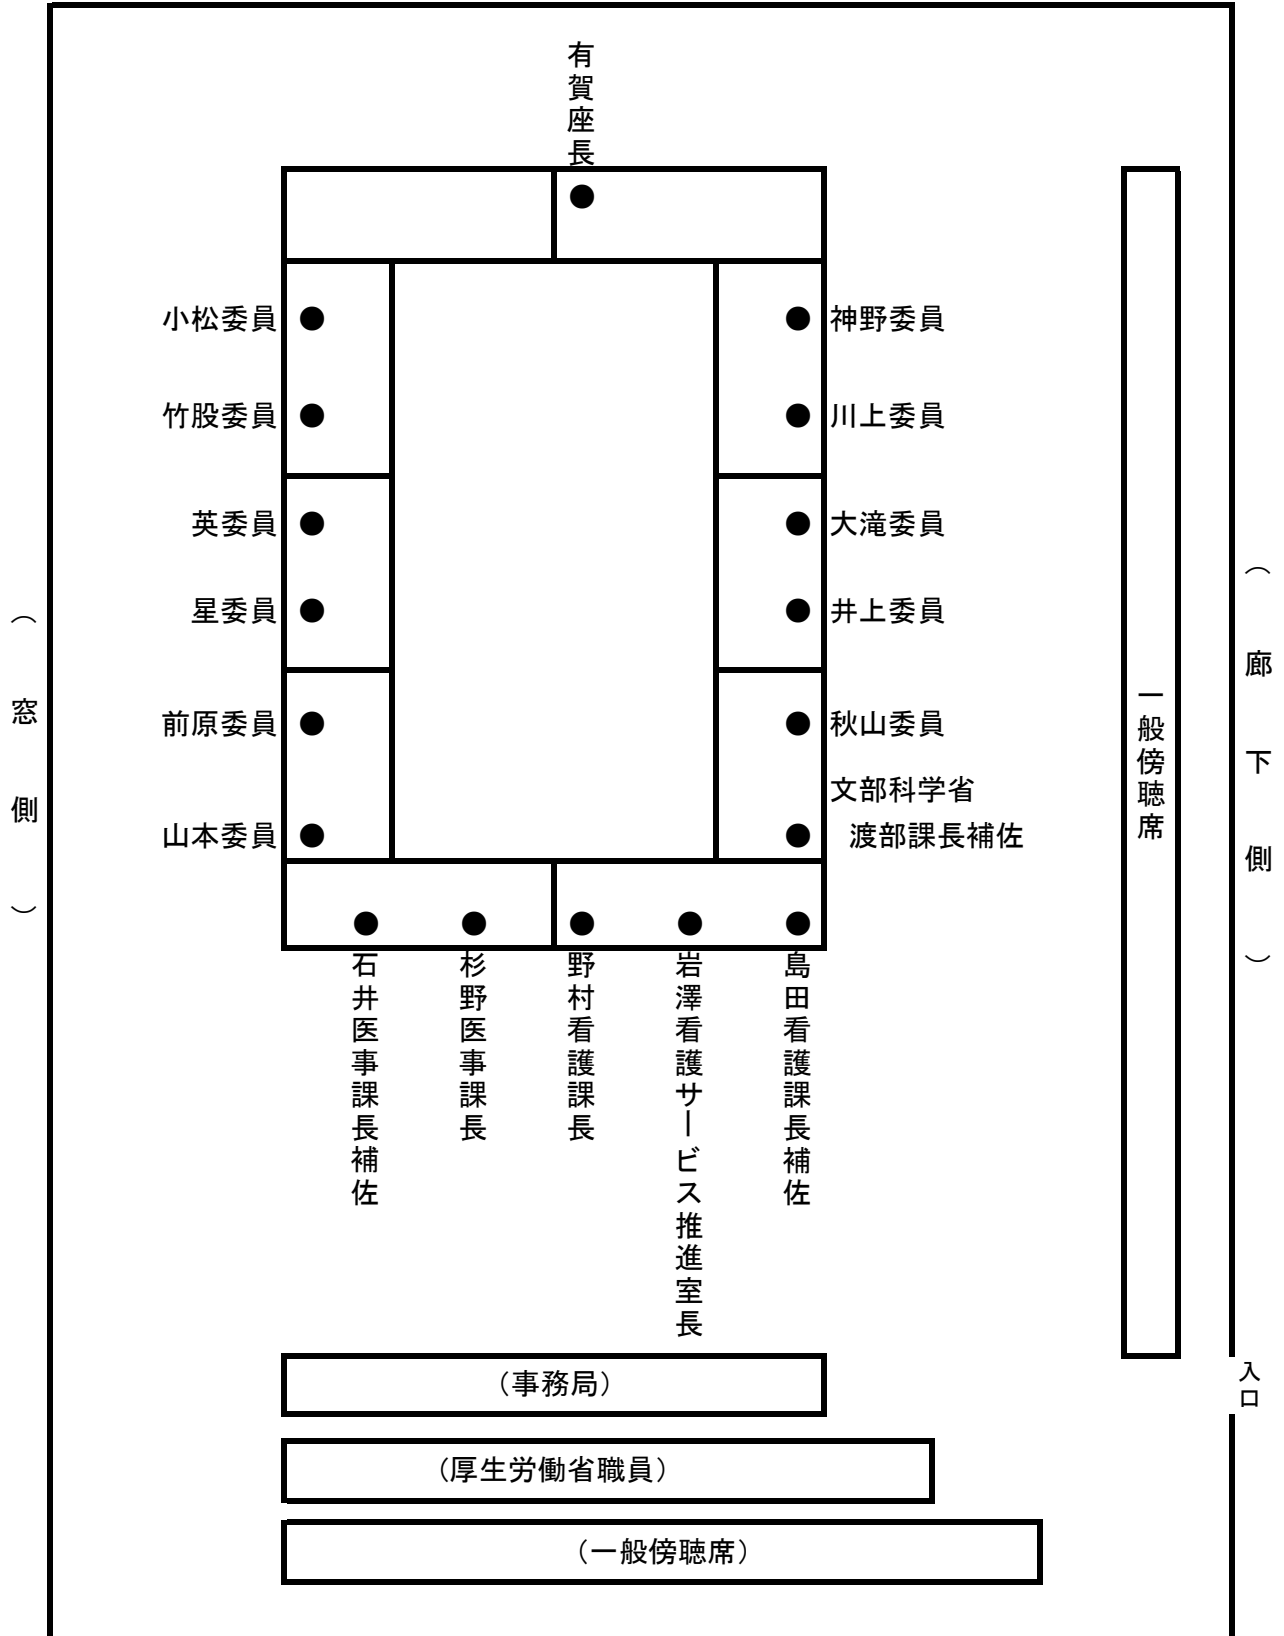 有賀座長
小松委員
神野委員
竹股委員
川上委員
英委員
大滝委員
星委員
井上委員
前原委員
秋山委員
文部科学省
山本委員
渡部課長補佐
石井医事課長補佐
杉野医事課長
野村看護課長
岩澤看護サービス推進室長
島田看護課長補佐
（窓側）
一般傍聴席
（廊下側）
入口
（事務局）
（厚生労働省職員）
（一般傍聴席）